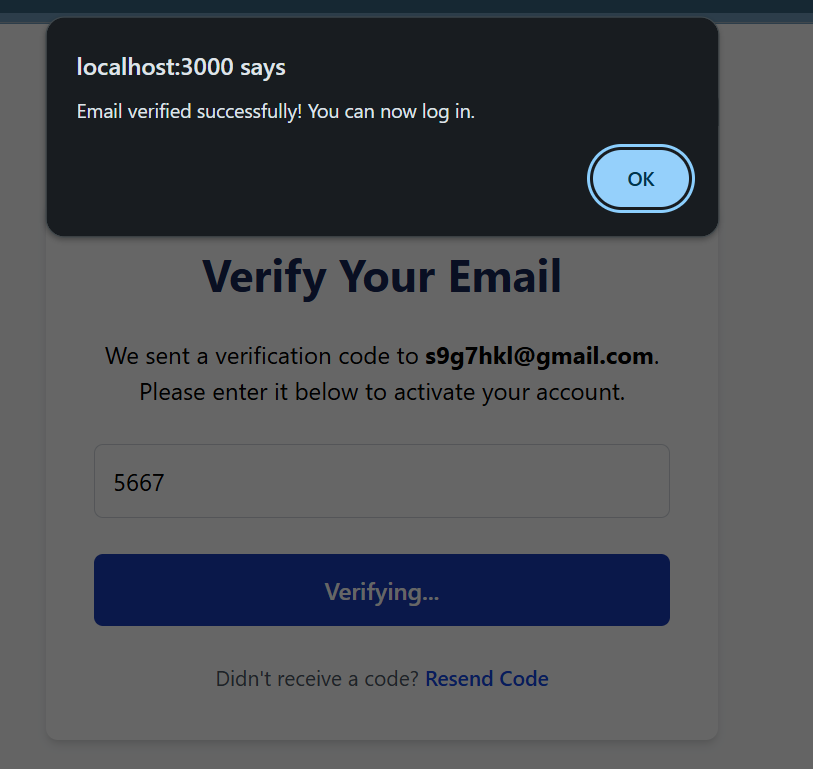 localhost:3000 says
Email verified successfully! You can now log in.
OK
Verify Your Email
We sent a verification code to s9g7hkl@gmail.com.
Please enter it below to activate your account.
5667
Verifying...
Didn't receive a code? Resend Code